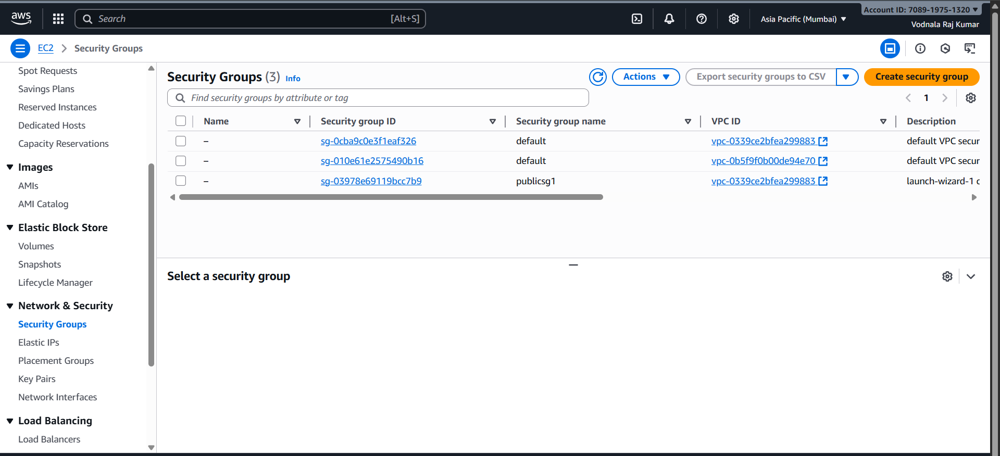 aws
Search [Alt+S]
Asia Pacific (Mumbai)
Account ID: 7089-1975-1320
Vodnala Raj Kumar
EC2 Security Groups
Spot Requests
Savings Plans
Reserved Instances
Dedicated Hosts
Capacity Reservations
Images
AMIs
AMI Catalog
Elastic Block Store
Volumes
Snapshots
Lifecycle Manager
Network & Security
Security Groups
Elastic IPs
Placement Groups
Key Pairs
Network Interfaces
Load Balancing
Load Balancers
Security Groups (3) Info
Actions
Export security groups to CSV
Create security group
Find security groups by attribute or tag
1
Name Security group ID Security group name VPC ID Description
– sg-0cba9c0e3f1eaf326 default vpc-0339ce2bfea299883 default VPC secur
– sg-010e61e2575490b16 default vpc-0b5f9f0b00de94e70 default VPC secur
– sg-03978e69119bcc7b9 publicsg1 vpc-0339ce2bfea299883 launch-wizard-1 c
Select a security group